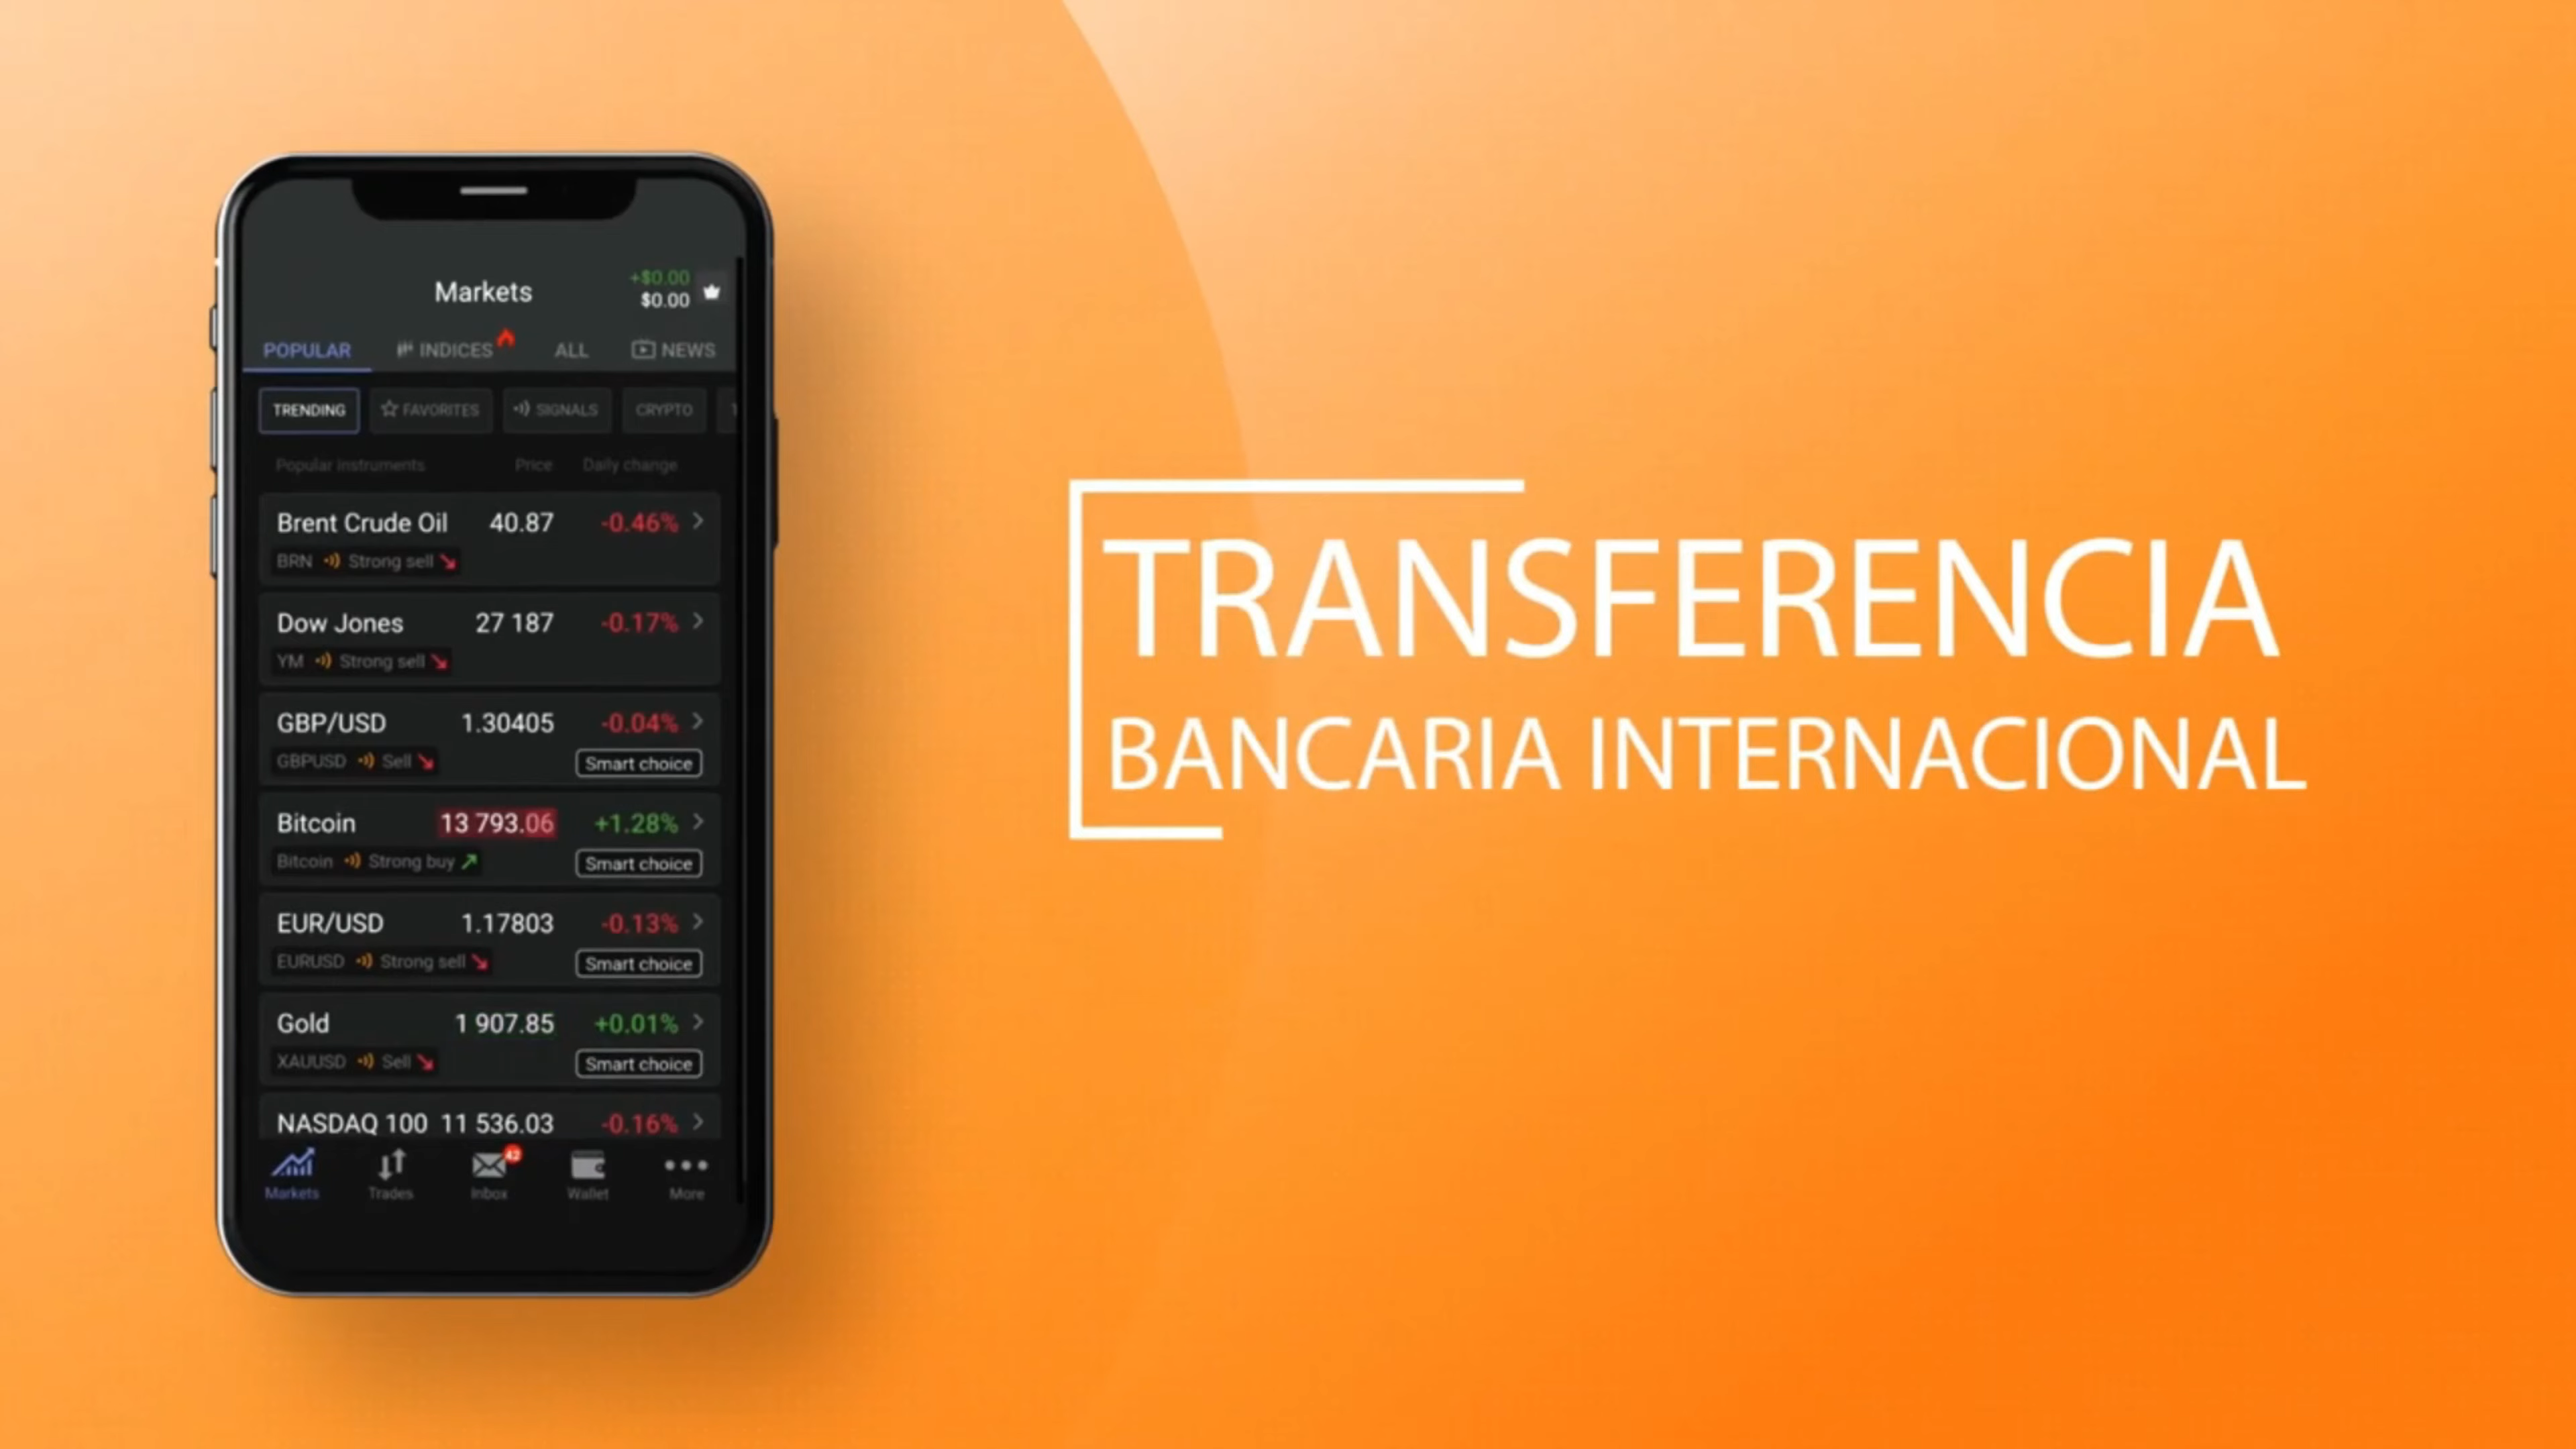 Markets
+$0.00
$0.00
POPULAR INDICES ALL NEWS
TRENDING FAVORITES SIGNALS CRYPTO
Popular instruments Price Daily change
Brent Crude Oil 40.87 -0.46%
BRN Strong sell
Dow Jones 27 187 -0.17%
YM Strong sell
GBP/USD 1.30405 -0.04%
GBPUSD Sell Smart choice
Bitcoin 13 793.06 +1.28%
Bitcoin Strong buy Smart choice
EUR/USD 1.17803 -0.13%
EURUSD Strong sell Smart choice
Gold 1 907.85 +0.01%
XAUUSD Sell Smart choice
NASDAQ 100 11 536.03 -0.16%
42
Markets Trades Inbox Wallet More
TRANSFERENCIA
BANCARIA INTERNACIONAL